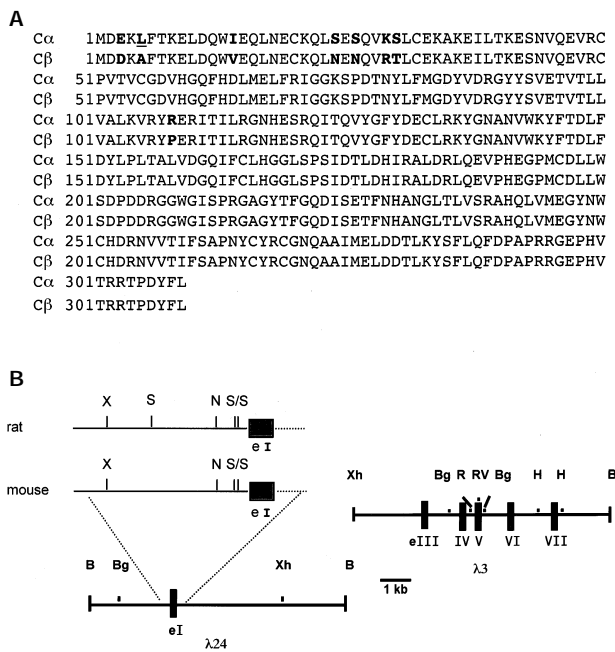 A
Cα 1MDEKLFTKELDQWIEQLNECKQLSESQVKSLCEKAKEILTKESNVQEVRC
Cβ 1MDDKAFTKELDQWVEQLNECKQLNENQVRTLCEKAKEILTKESNVQEVRC
Cα 51PVTVCGDVHGQFHDLMELFRIGGKSPDTNYLFMGDYVDRGYYSVETVTLL
Cβ 51PVTVCGDVHGQFHDLMELFRIGGKSPDTNYLFMGDYVDRGYYSVETVTLL
Cα 101VALKVRYRERITILRGNHESRQITQVYGFYDECLRKYGNANVWKYFTDLF
Cβ 101VALKVRYPERITILRGNHESRQITQVYGFYDECLRKYGNANVWKYFTDLF
Cα 151DYLPLTALVDGQIFCLHGGLSPSIDTLDHIRALDRLQEVPHEGPMCDLLW
Cβ 151DYLPLTALVDGQIFCLHGGLSPSIDTLDHIRALDRLQEVPHEGPMCDLLW
Cα 201SDPDDRGGWGISPRGAGYTFGQDISETFNHANGLTLVSRAHQLVMEGYNW
Cβ 201SDPDDRGGWGISPRGAGYTFGQDISETFNHANGLTLVSRAHQLVMEGYNW
Cα 251CHDRNVVTIFSAPNYCYRCGNQAAIMELDDTLKYSFLQFDPAPRRGEPHV
Cβ 201CHDRNVVTIFSAPNYCYRCGNQAAIMELDDTLKYSFLQFDPAPRRGEPHV
Cα 301TRRTPDYFL
Cβ 301TRRTPDYFL
B
X S N S/S
rat
eI
X N S/S
mouse
eI
Xh Bg R RV Bg H H B
eIII IV V VI VII
λ3
1 kb
B Bg Xh B
eI
λ24